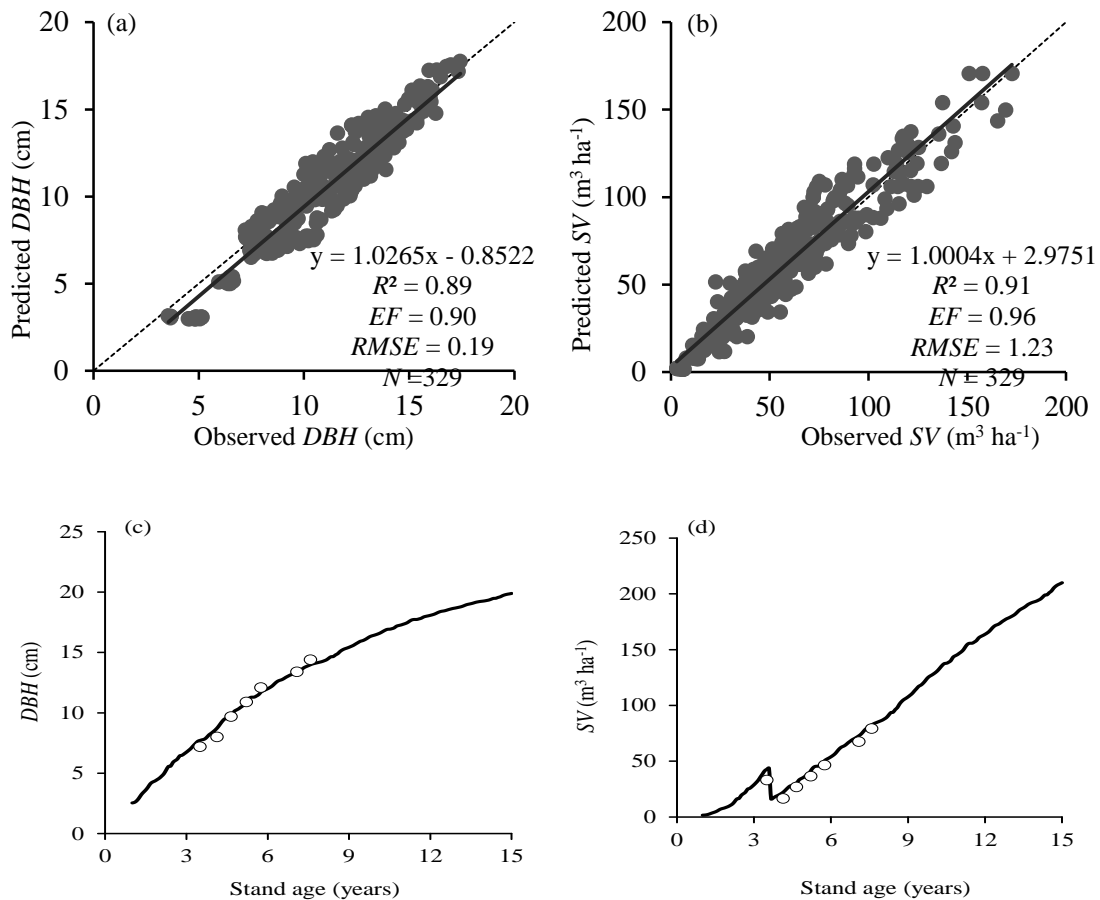 (a)
Predicted DBH (cm)
20
15
10
5
0
y = 1.0265x - 0.8522
R² = 0.89
EF = 0.90
RMSE = 0.19
N =329
0 5 10 15 20
Observed DBH (cm)
(b)
Predicted SV (m³ ha⁻¹)
200
150
100
50
0
y = 1.0004x + 2.9751
R² = 0.91
EF = 0.96
RMSE = 1.23
N = 329
0 50 100 150 200
Observed SV (m³ ha⁻¹)
(c)
DBH (cm)
25
20
15
10
5
0
0 3 6 9 12 15
Stand age (years)
(d)
SV (m³ ha⁻¹)
250
200
150
100
50
0
0 3 6 9 12 15
Stand age (years)